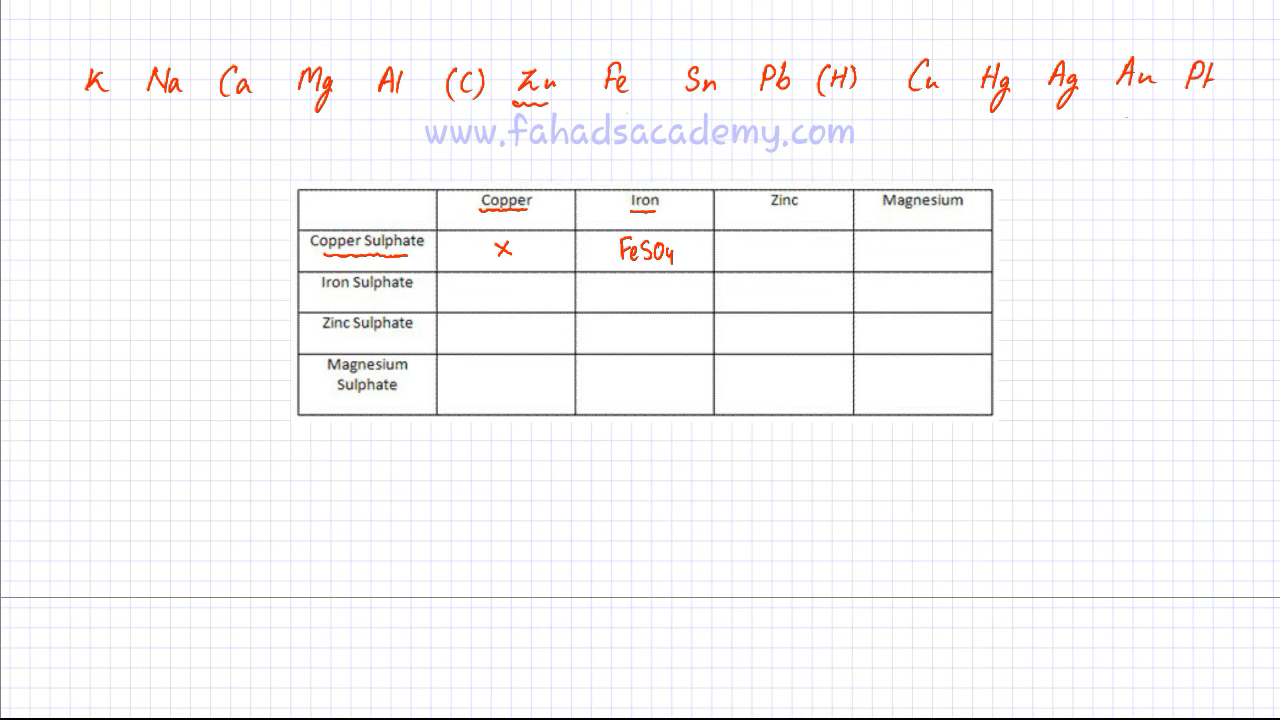 K Na Ca Mg Al (C) Zn Fe Sn Pb (H) Cu Hg Ag Au Pt
www.fahadsacademy.com
Copper Iron Zinc Magnesium
Copper Sulphate x FeSO4
Iron Sulphate
Zinc Sulphate
Magnesium
Sulphate